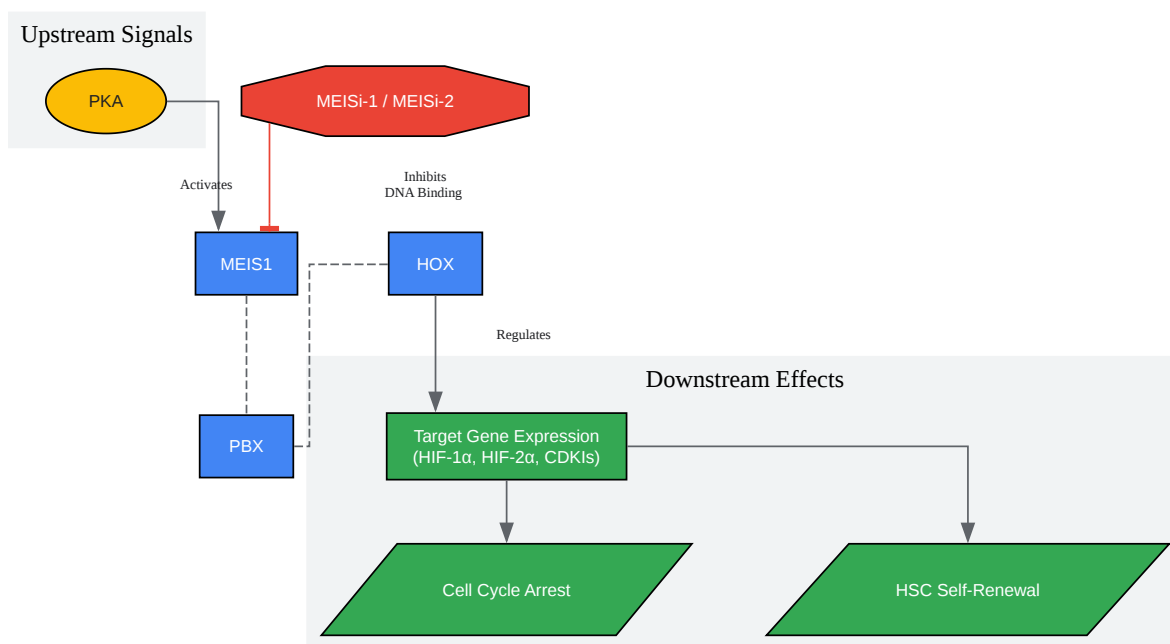 Upstream Signals
PKA
MEISi-1 / MEISi-2
Activates
Inhibits
DNA Binding
MEIS1
HOX
Regulates
Downstream Effects
PBX
Target Gene Expression
(HIF-1α, HIF-2α, CDKIs)
Cell Cycle Arrest
HSC Self-Renewal